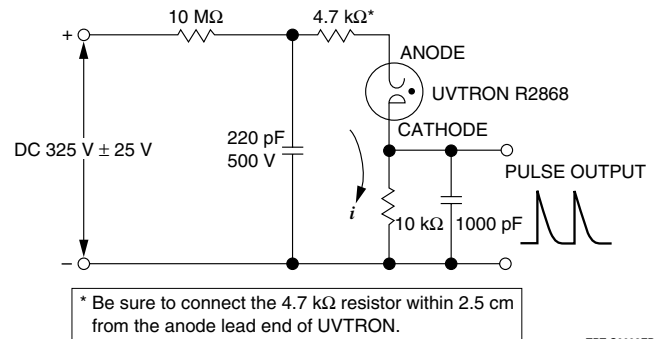 10 MΩ
4.7 kΩ*
+
ANODE
UVTRON R2868
CATHODE
DC 325 V ± 25 V
220 pF
500 V
PULSE OUTPUT
i
10 kΩ
1000 pF
−
* Be sure to connect the 4.7 kΩ resistor within 2.5 cm
from the anode lead end of UVTRON.